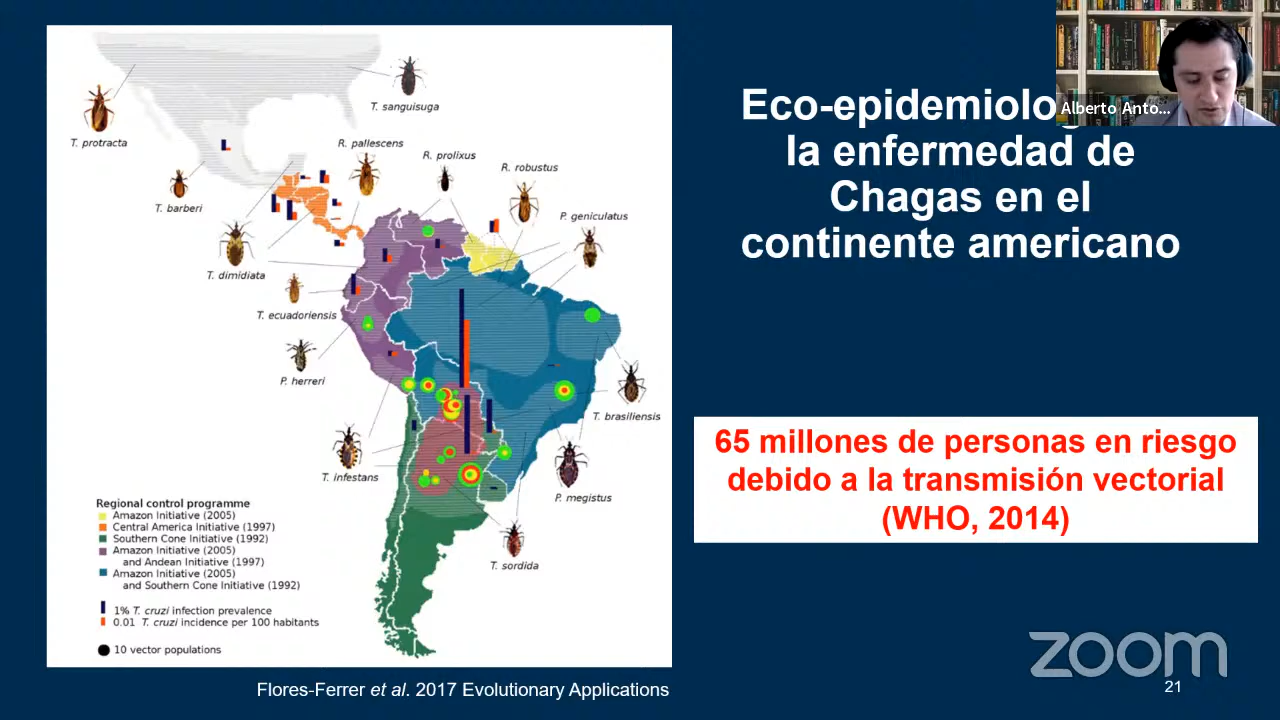 T. sanguisuga
T. protracta
R. pallescens
R. prolixus
R. robustus
T. barberi
P. geniculatus
T. dimidiata
T. ecuadoriensis
P. herreri
T. brasiliensis
T. infestans
P. megistus
T. sordida
Regional control programme
Amazon Initiative (2005)
Central America Initiative (1997)
Southern Cone Initiative (1992)
Amazon Initiative (2005)
and Andean Initiative (1997)
Amazon Initiative (2005)
and Southern Cone Initiative (1992)
1% T. cruzi infection prevalence
0.01 T. cruzi incidence per 100 habitants
10 vector populations
Flores-Ferrer et al. 2017 Evolutionary Applications
Alberto Anto...
Eco-epidemiolog
la enfermedad de
Chagas en el
continente americano
65 millones de personas en riesgo
debido a la transmisión vectorial
(WHO, 2014)
zoom
21